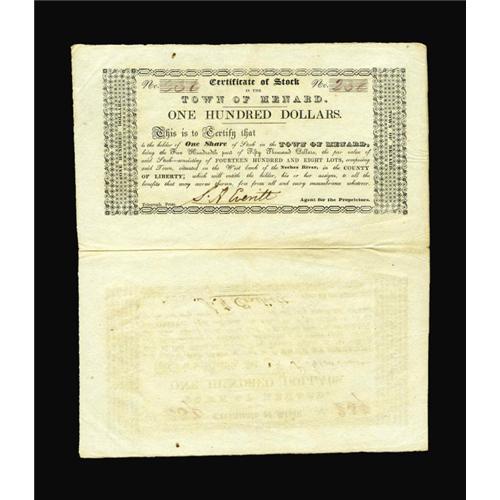 No. 232 Certificate of Stock No. 232
IN THE
TOWN OF MENARD.
ONE HUNDRED DOLLARS.
This is to Certify that
is the holder of One Share of Stock in the TOWN OF MENARD;
being the Five Hundredth part of Fifty Thousand Dollars, the par value of
said Stock—consisting of FOURTEEN HUNDRED AND EIGHT LOTS, composing
said Town, situated on the West bank of the Neches River, in the COUNTY
OF LIBERTY; which will entitle the holder, his or her assigns, to all the
benefits that may accrue thereon, free from all and every incumbrance whatever.
S. A. Everitt
Telegraph Print. Agent for the Proprietors.